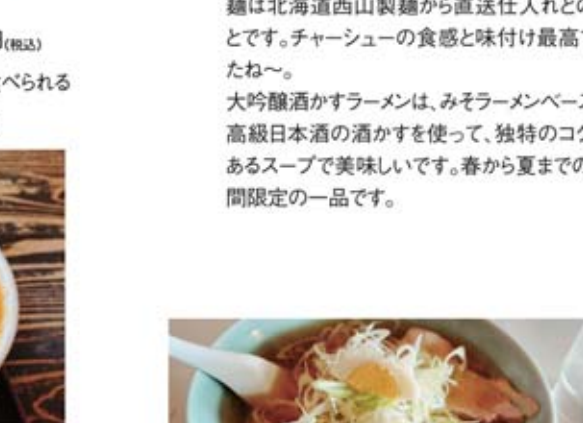 (税込)
べられる
麺は北海道西山製麺から直送仕入れとの
とです。チャーシューの食感と味付け最高
たね〜。
大吟醸酒かすラーメンは、みそラーメンベー
高級日本酒の酒かすを使って、独特のコク
あるスープで美味しいです。春から夏までの
間限定の一品です。